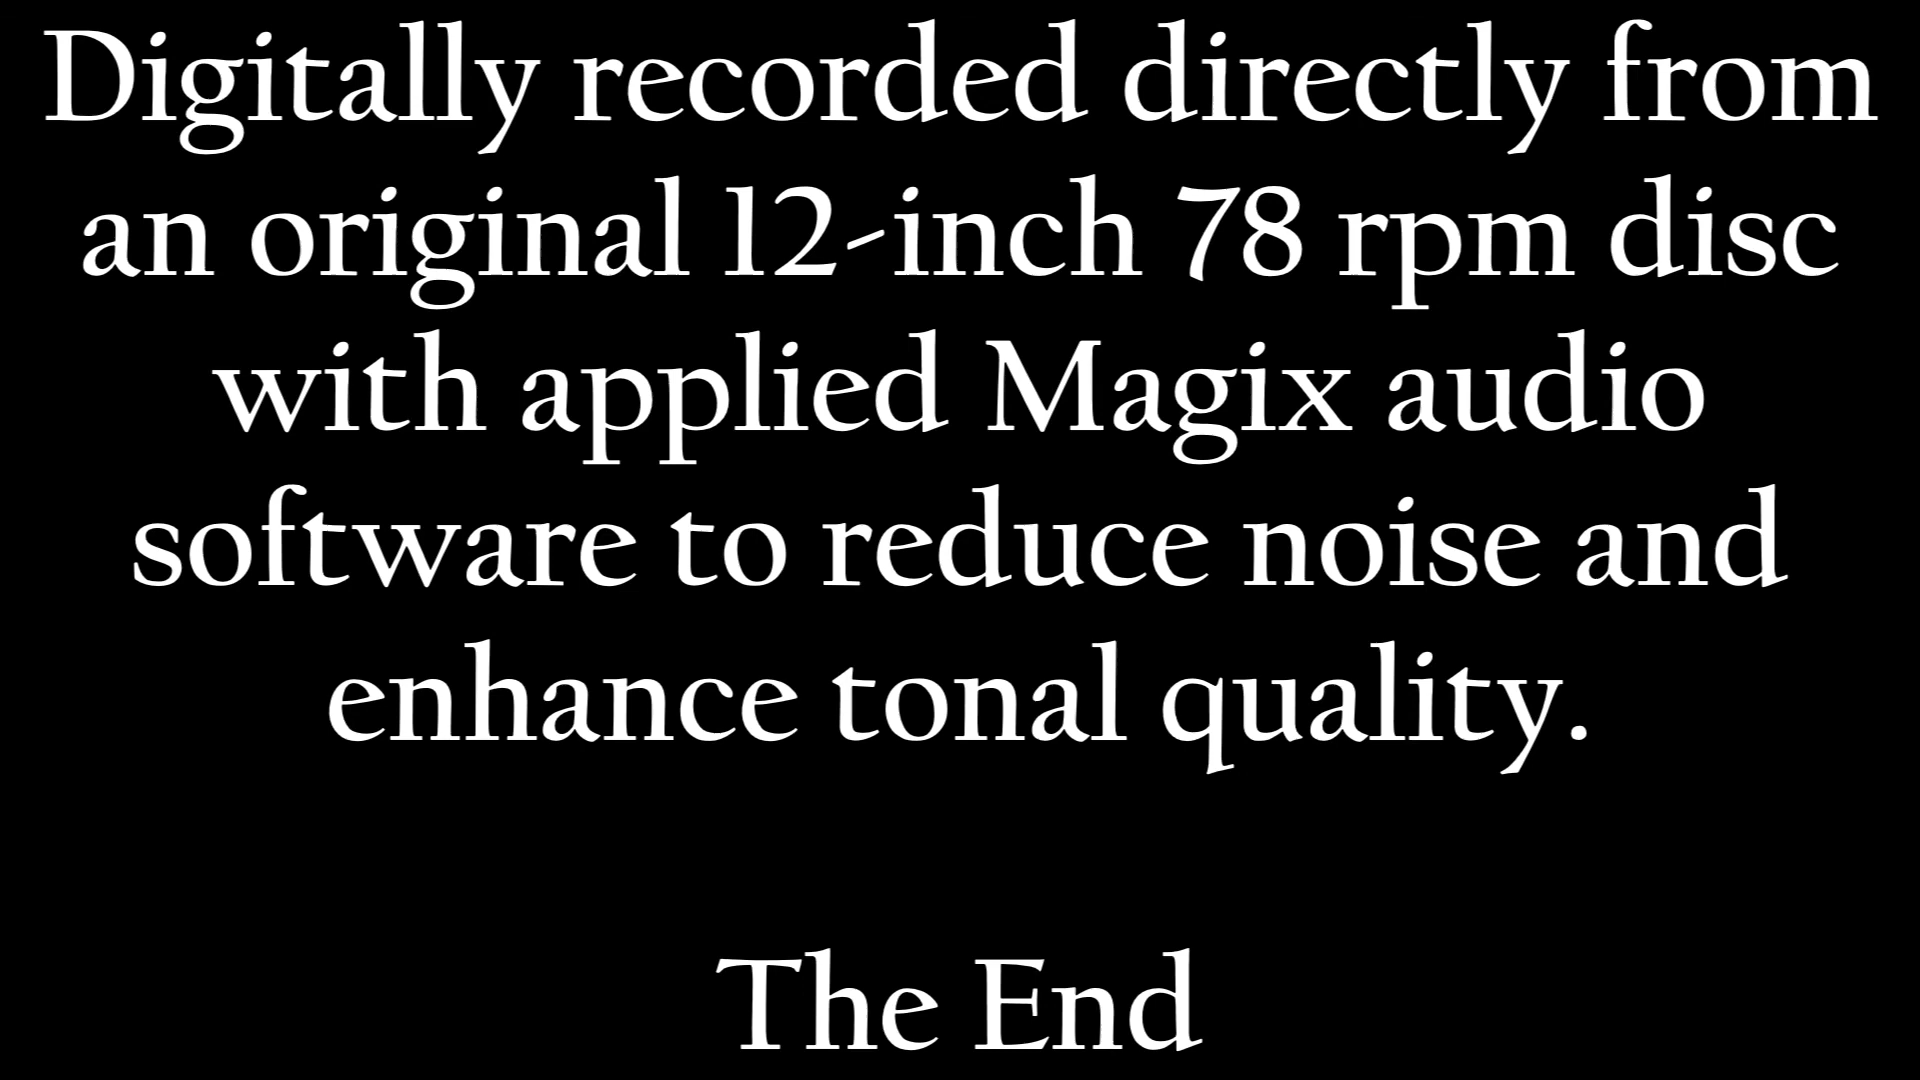 Digitally recorded directly from
an original 12-inch 78 rpm disc
with applied Magix audio
software to reduce noise and
enhance tonal quality.
The End